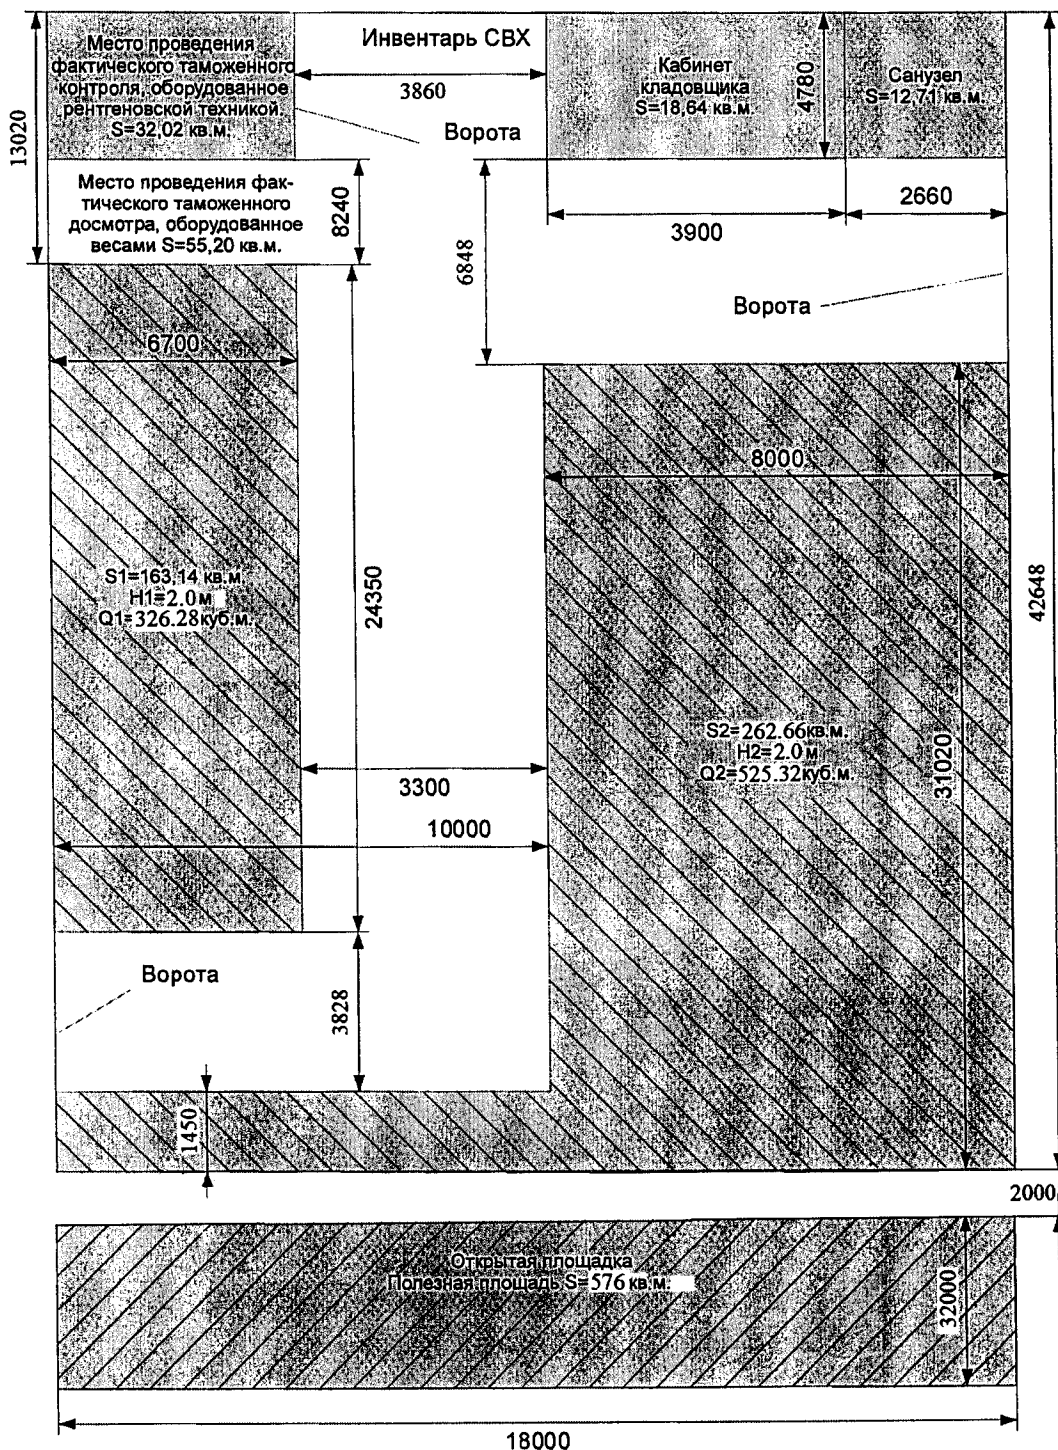 Место проведения
фактического таможенного
контроля, оборудованное
рентгеновской техникой.
S=32,02 кв.м.
Инвентарь СВХ
3860
Ворота
Кабинет
кладовщика
S=18,64 кв.м.
4780
Санузел
S=12,71 кв.м.
13020
Место проведения фак-
тического таможенного
досмотра, оборудованное
весами S=55,20 кв.м.
8240
6848
3900
2660
Ворота
6700
8000
42648
S1=163,14 кв.м.
H1=2.0 м
Q1=326.28куб.м.
24350
S2=262.66кв.м.
H2=2.0 м
Q2=525.32куб.м.
31020
3300
10000
Ворота
3828
1450
2000
Открытая площадка
Полезная площадь S=576 кв.м.
32000
18000